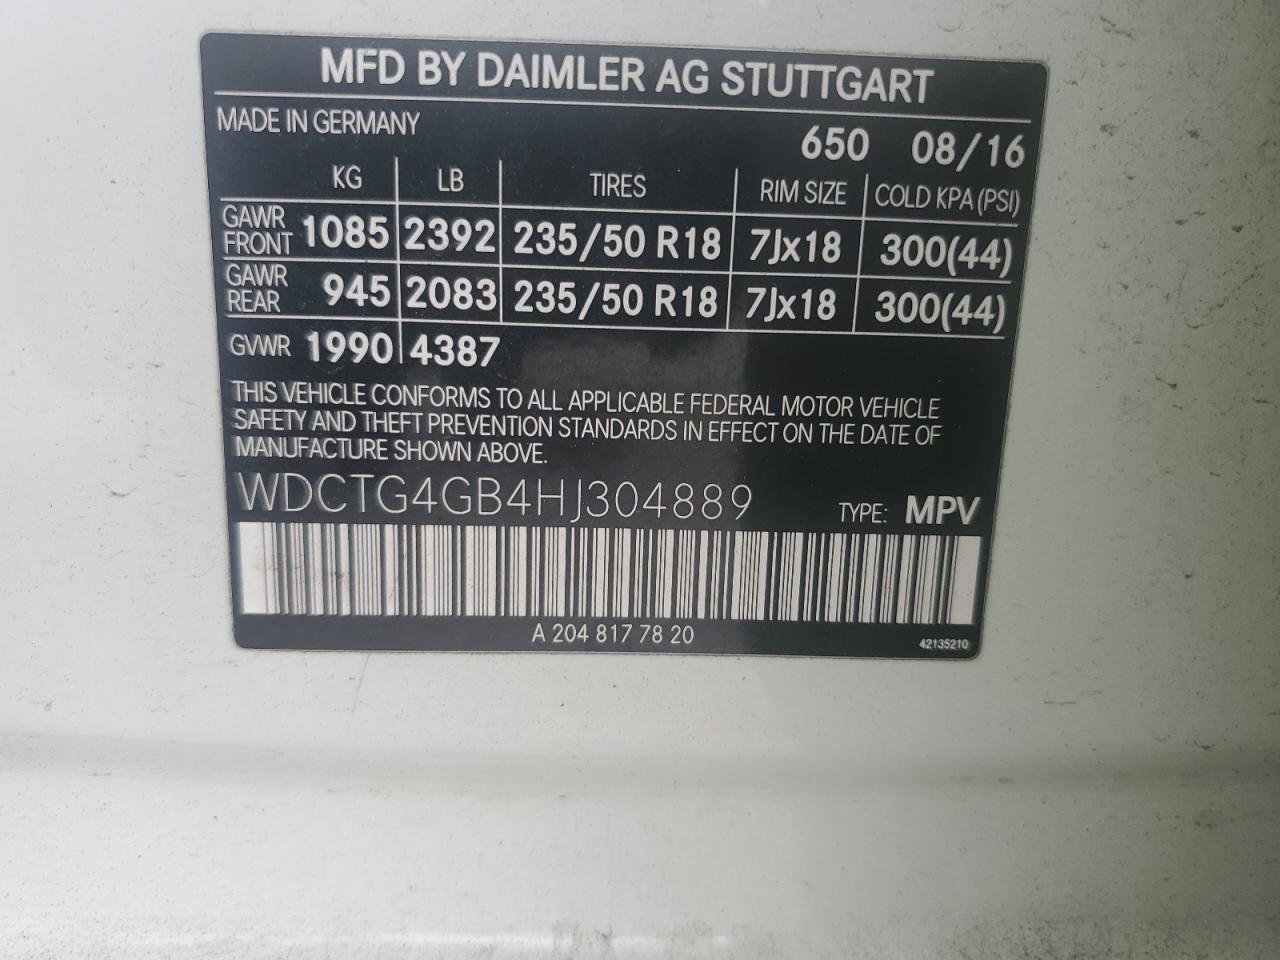 MFD BY DAIMLER AG STUTTGART
MADE IN GERMANY
650 08/16
KG LB TIRES RIM SIZE COLD KPA (PSI)
GAWR FRONT 1085 2392 235/50 R18 7Jx18 300(44)
GAWR REAR 945 2083 235/50 R18 7Jx18 300(44)
GVWR 1990 4387
THIS VEHICLE CONFORMS TO ALL APPLICABLE FEDERAL MOTOR VEHICLE
SAFETY AND THEFT PREVENTION STANDARDS IN EFFECT ON THE DATE OF
MANUFACTURE SHOWN ABOVE.
WDCTG4GB4HJ304889 TYPE: MPV
A 204 817 78 20
42135210